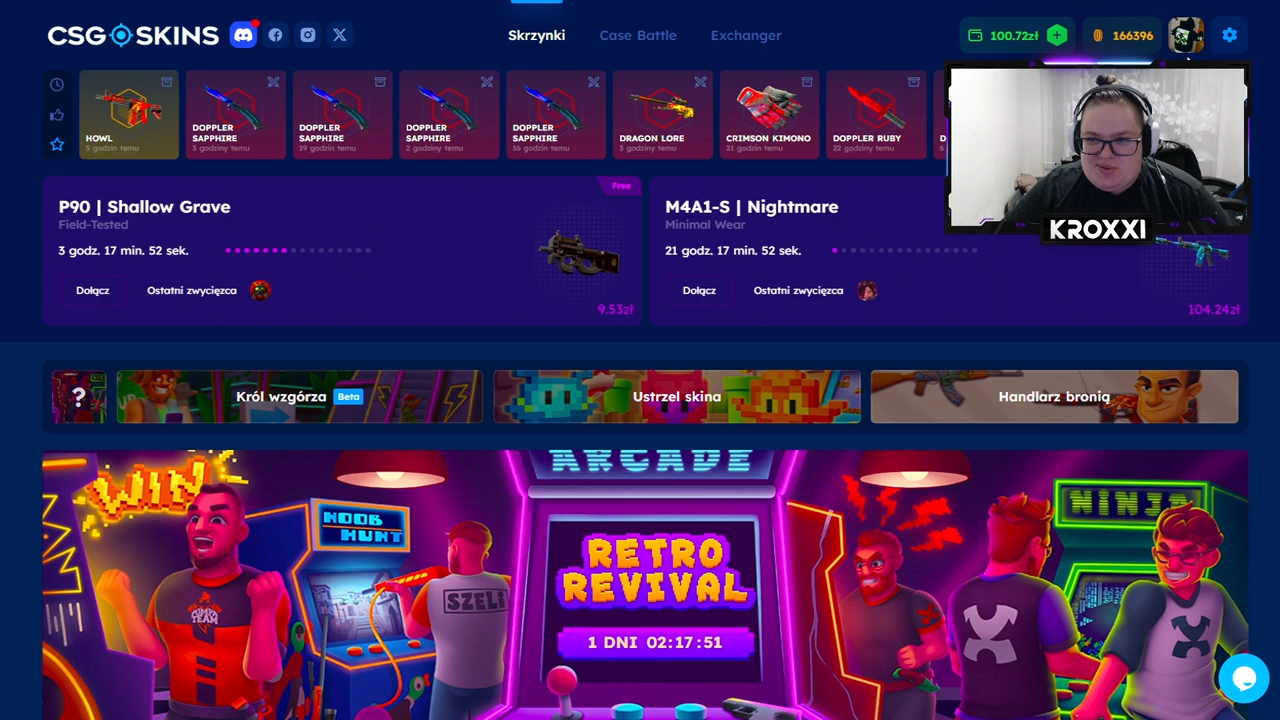 CSG SKINS
Skrzynki
Case Battle
Exchanger
100.72zł
166396
HOWL
5 godzin temu
DOPPLER
SAPPHIRE
3 godziny temu
DOPPLER
SAPPHIRE
19 godzin temu
DOPPLER
SAPPHIRE
2 godziny temu
DOPPLER
SAPPHIRE
16 godzin temu
DRAGON LORE
3 godziny temu
CRIMSON KIMONO
21 godzin temu
DOPPLER RUBY
22 godziny temu
KROXXI
P90 | Shallow Grave
Free
Field-Tested
3 godz. 17 min. 52 sek.
Dołącz
Ostatni zwycięzca
9.53zł
M4A1-S | Nightmare
Minimal Wear
21 godz. 17 min. 52 sek.
Dołącz
Ostatni zwycięzca
104.24zł
?
Król wzgórza Beta
Ustrzel skina
Handlarz bronią
ARCADE
WIN
NOOB
HUNT
SZELI
RETRO
REVIVAL
1 DNI 02:17:51
NINJA